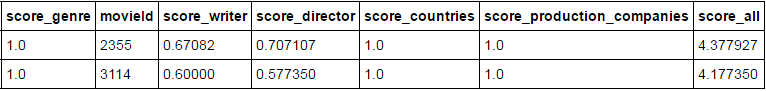 score_genre movieId score_writer score_director score_countries score_production_companies score_all
1.0 2355 0.67082 0.707107 1.0 1.0 4.377927
1.0 3114 0.60000 0.577350 1.0 1.0 4.177350